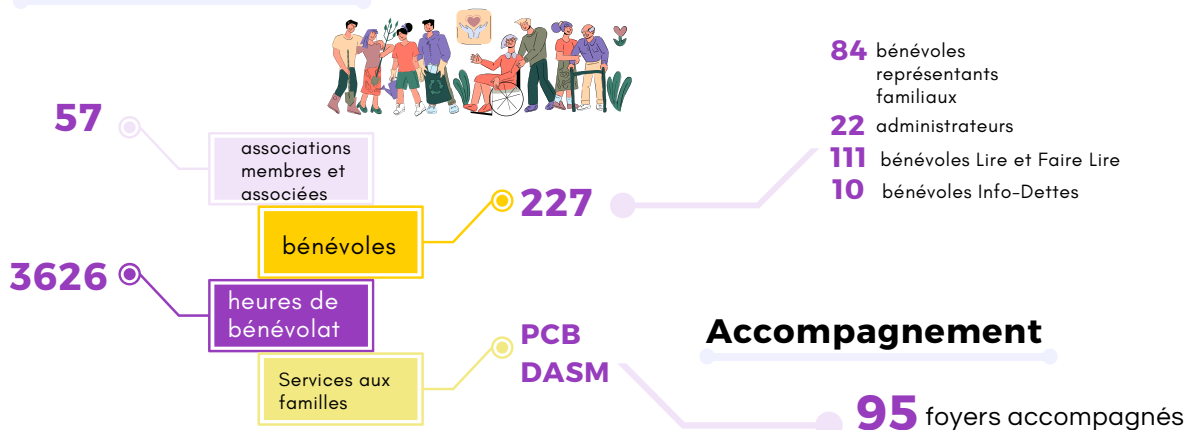 57
associations
membres et
associées
bénévoles
227
84 bénévoles
représentants
familiaux
22 administrateurs
111 bénévoles Lire et Faire Lire
10 bénévoles Info-Dettes
3626
heures de
bénévolat
Services aux
familles
PCB
DASM
Accompagnement
95 foyers accompagnés